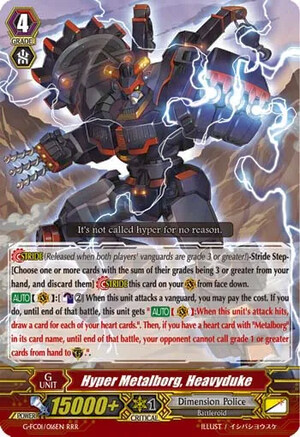 4
GRADE
It's not called hyper for no reason.
STRIDE (Released when both players' vanguards are grade 3 or greater!)-Stride Step-
[Choose one or more cards with the sum of their grades being 3 or greater from
your hand, and discard them] STRIDE this card on your from face down.
AUTO [ 1]:[ 2] When this unit attacks a vanguard, you may pay the cost. If you
do, until end of that battle, this unit gets "AUTO :When this unit's attack hits,
draw a card for each of your heart cards.". Then, if you have a heart card with "Metalborg"
in its card name, until end of that battle, your opponent cannot call grade 1 or greater
cards from hand to .
G
UNIT
Hyper Metalborg, Heavyduke
POWER
15000+
1
CRITICAL
Dimension Police
Battleroid
G-FC01/016EN RRR
ILLUST / イシバシヨウスケ